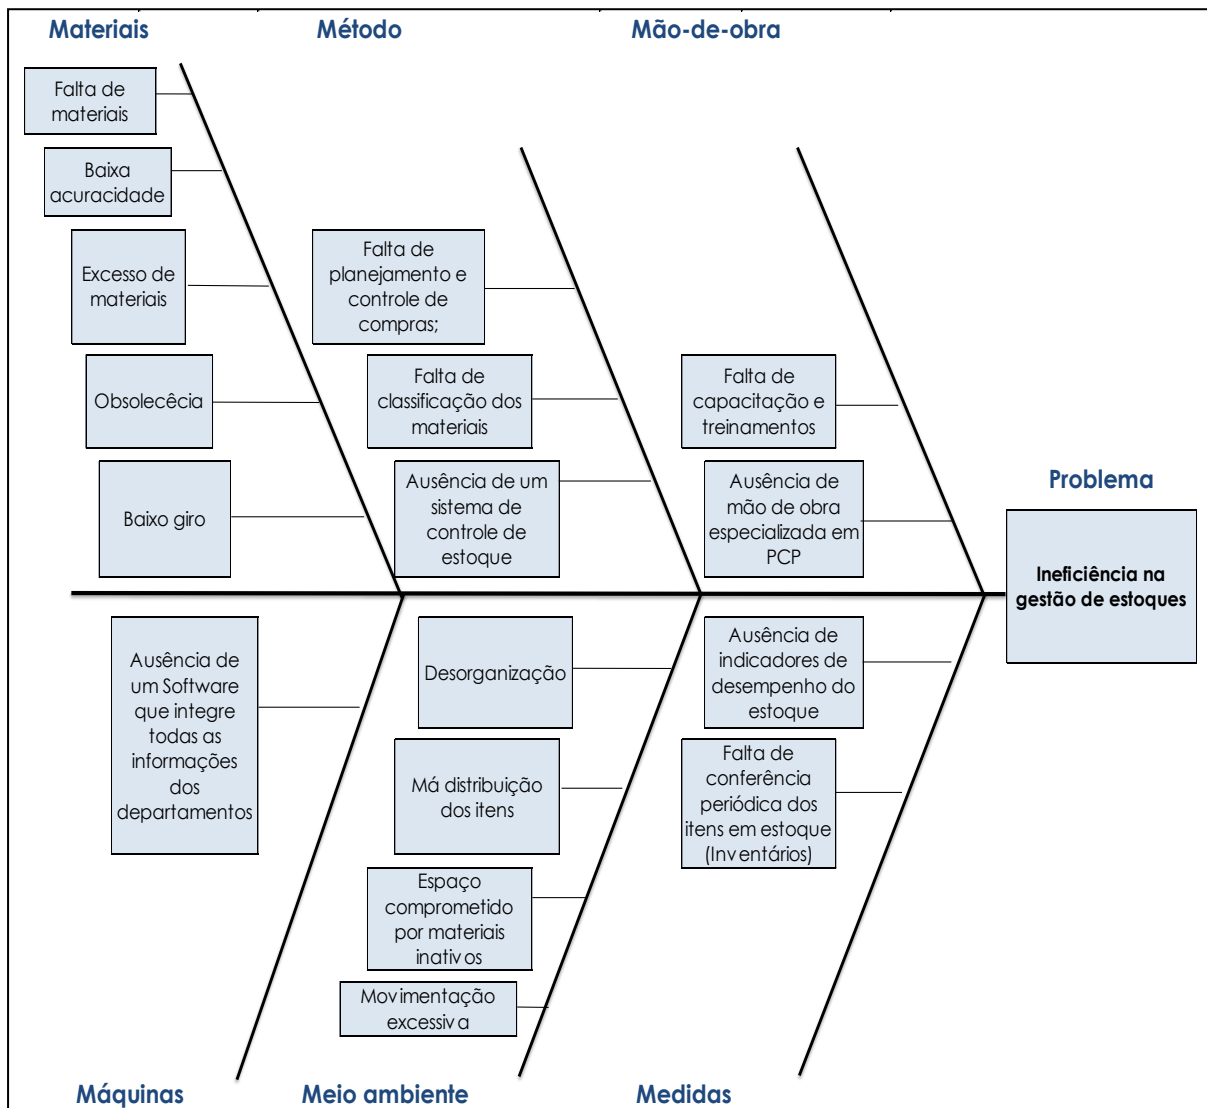 Materiais
Método
Mão-de-obra
Falta de
materiais
Baixa
acuracidade
Excesso de
materiais
Obsolecêcia
Baixo giro
Falta de
planejamento e
controle de
compras;
Falta de
classificação dos
materiais
Ausência de um
sistema de
controle de
estoque
Falta de
capacitação e
treinamentos
Ausência de
mão de obra
especializada em
PCP
Problema
Ineficiência na
gestão de estoques
Ausência de
um Software
que integre
todas as
informações
dos
departamentos
Desorganização
Má distribuição
dos itens
Espaço
comprometido
por materiais
inativos
Movimentação
excessiva
Ausência de
indicadores de
desempenho do
estoque
Falta de
conferência
periódica dos
itens em estoque
(Inventários)
Máquinas
Meio ambiente
Medidas